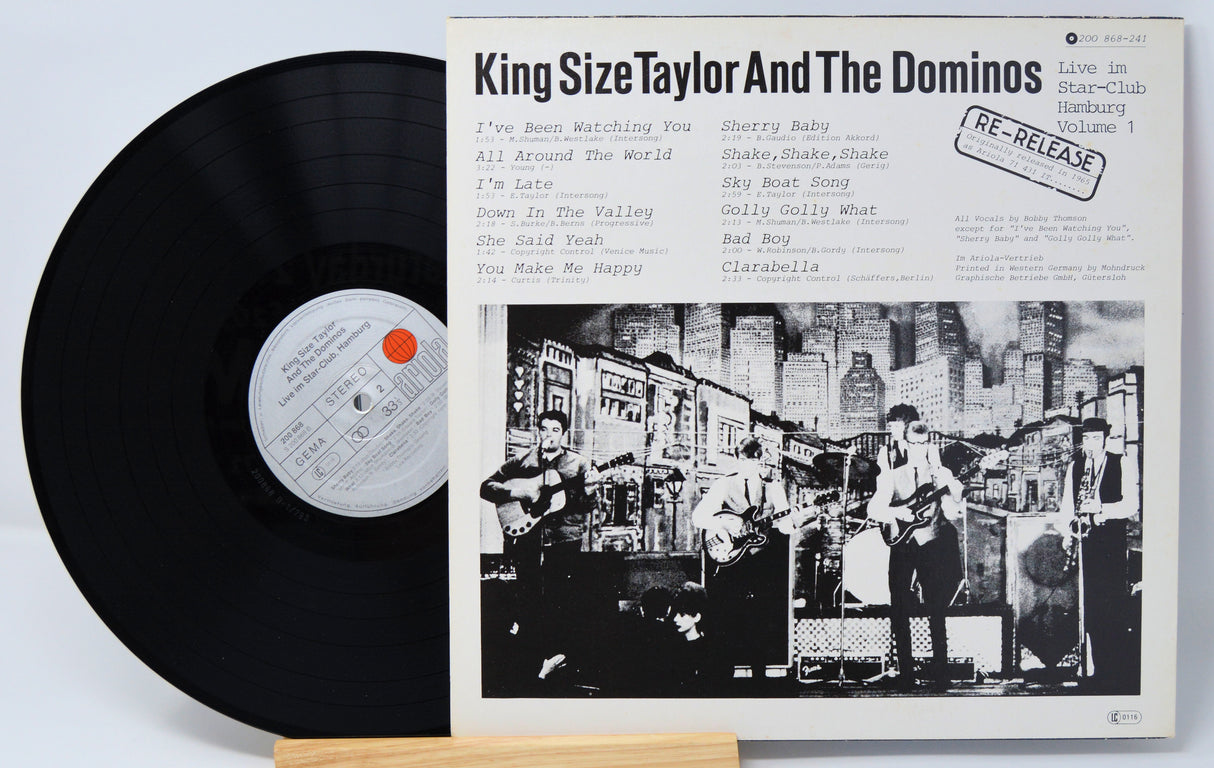 King Size Taylor And The Dominos
200 868-241
Live im
Star-Club
Hamburg
Volume 1
RE-RELEASE
Originally released in 1965
as Ariola 71 431 IT.......
I've Been Watching You
1:53 - M.Shuman/B.Westlake (Intersong)
All Around The World
3:22 - Young (-)
I'm Late
1:53 - E.Taylor (Intersong)
Down In The Valley
2:18 - S.Burke/B.Berns (Progressive)
She Said Yeah
1:42 - Copyright Control (Venice Music)
You Make Me Happy
2:14 - Curtis (Trinity)
Sherry Baby
2:19 - B.Gaudio (Edition Akkord)
Shake,Shake,Shake
2:03 - B.Stevenson/P.Adams (Gerig)
Sky Boat Song
2:59 - E.Taylor (Intersong)
Golly Golly What
2:13 - M.Shuman/B.Westlake (Intersong)
Bad Boy
2:00 - W.Robinson/B.Gordy (Intersong)
Clarabella
2:33 - Copyright Control (Schäffers,Berlin)
All Vocals by Bobby Thomson
except for "I've Been Watching You",
"Sherry Baby" and "Golly Golly What".
Im Ariola-Vertrieb
Printed in Western Germany by Mohndruck
Graphische Betriebe GmbH, Gütersloh
LC 0116
King Size Taylor
And The Dominos
Live im Star-Club, Hamburg
STEREO
ariola
2
33
200 868
GEMA